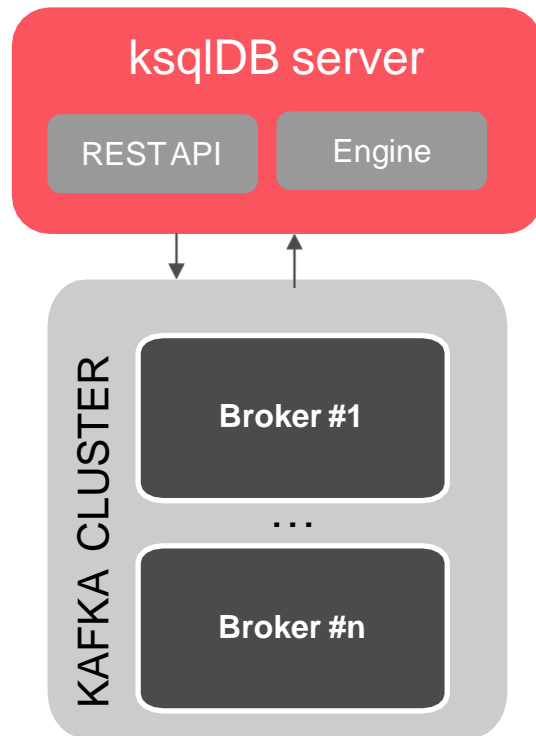 ksqlDB server
REST API
Engine
KAFKA CLUSTER
Broker #1
...
Broker #n